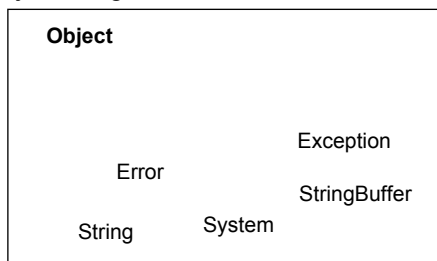 Object
Exception
Error
StringBuffer
System
String